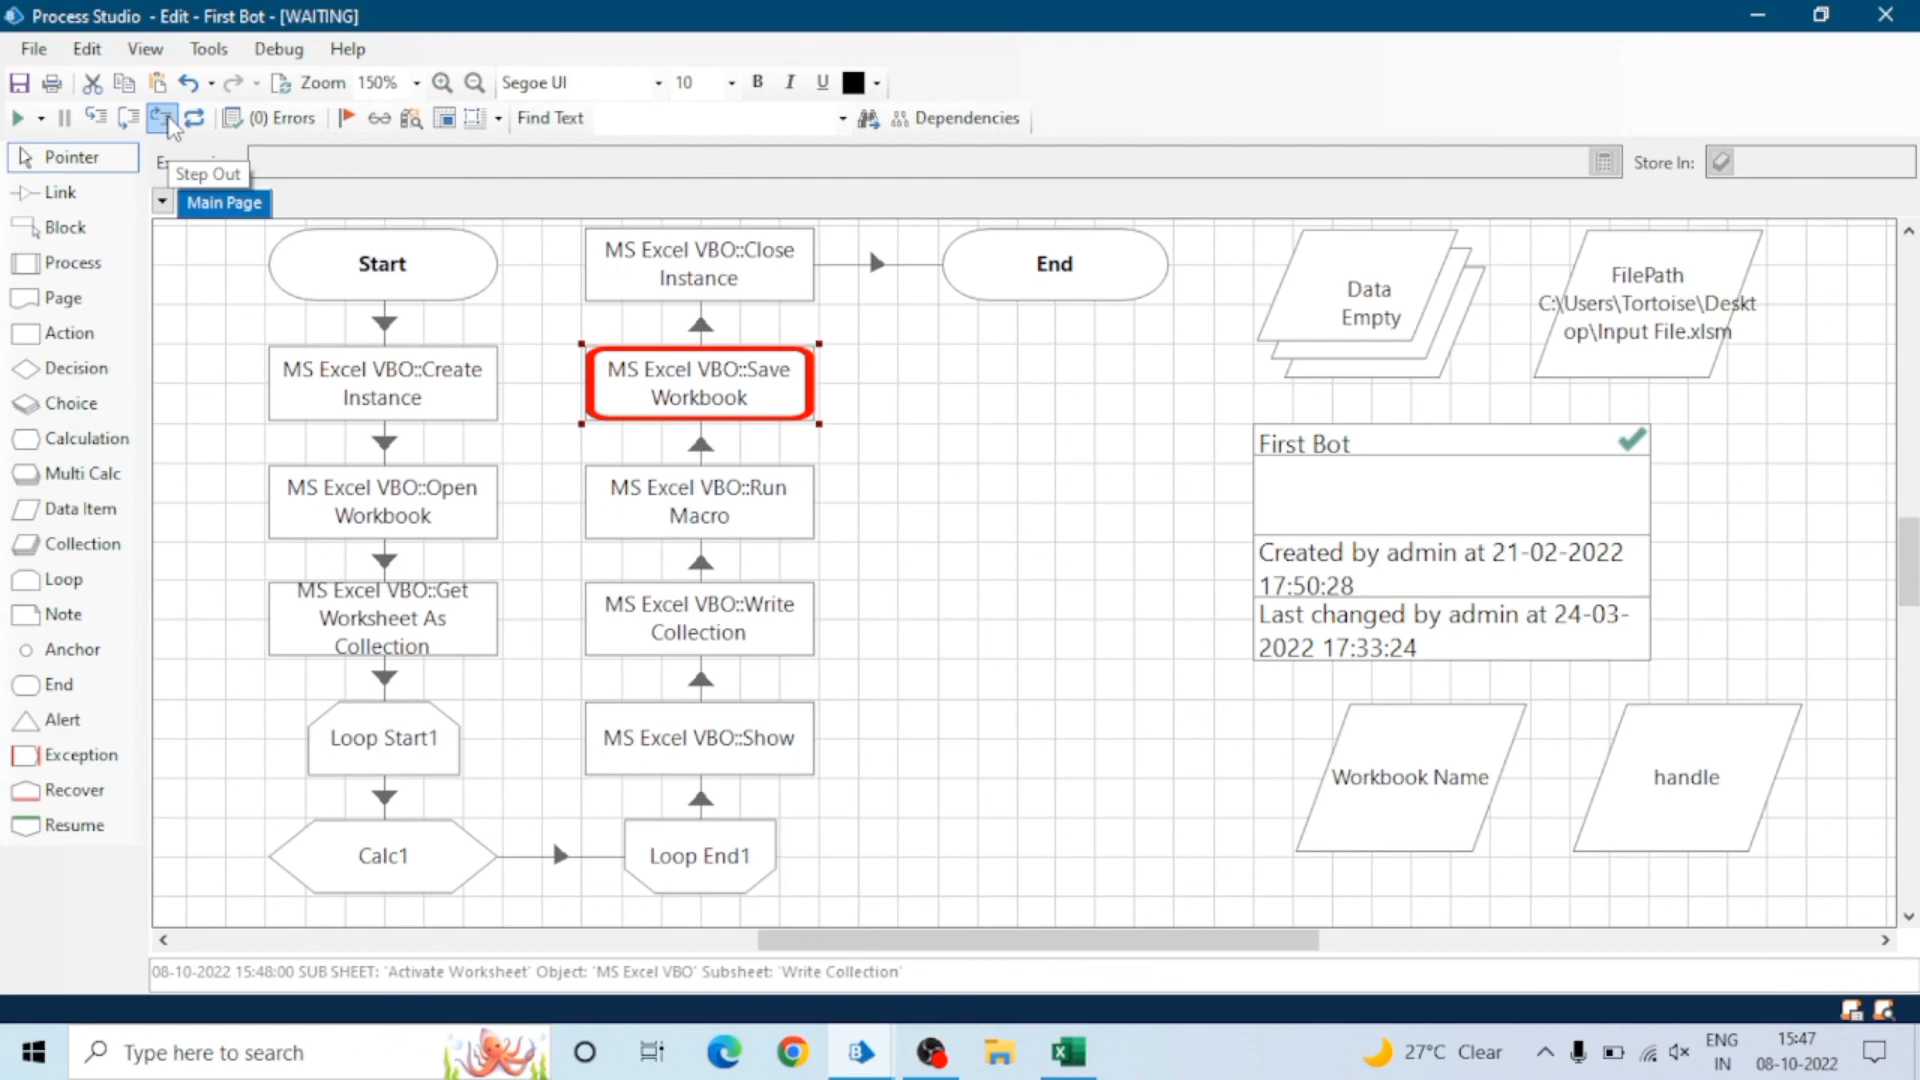 Process Studio - Edit - First Bot - [WAITING]
File Edit View Tools Debug Help
Zoom 150% Segoe UI 10 B I U
(0) Errors Find Text Dependencies
Pointer
Store In:
Step Out
Link
Main Page
Block
Process
Page
Action
Decision
Choice
Calculation
Multi Calc
Data Item
Collection
Loop
Note
Anchor
End
Alert
Exception
Recover
Resume
Start
MS Excel VBO::Create
Instance
MS Excel VBO::Open
Workbook
MS Excel VBO::Get
Worksheet As
Collection
Loop Start1
Calc1
MS Excel VBO::Close
Instance
MS Excel VBO::Save
Workbook
MS Excel VBO::Run
Macro
MS Excel VBO::Write
Collection
MS Excel VBO::Show
Loop End1
End
Data
Empty
FilePath
C:\Users\Tortoise\Deskt
op\Input File.xlsm
First Bot
Created by admin at 21-02-2022
17:50:28
Last changed by admin at 24-03-
2022 17:33:24
Workbook Name
handle
08-10-2022 15:48:00 SUB SHEET: 'Activate Worksheet' Object: 'MS Excel VBO' Subsheet: 'Write Collection'
Type here to search
27°C Clear
ENG
IN
15:47
08-10-2022